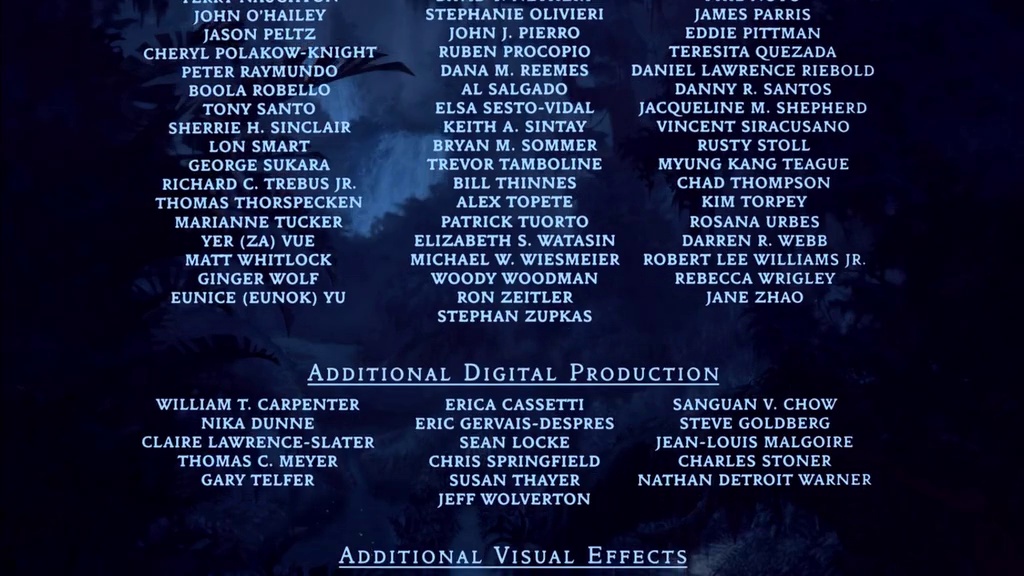 JOHN O'HAILEY STEPHANIE OLIVIERI JAMES PARRIS
JASON PELTZ JOHN J. PIERRO EDDIE PITTMAN
CHERYL POLAKOW-KNIGHT RUBEN PROCOPIO TERESITA QUEZADA
PETER RAYMUNDO DANA M. REEMES DANIEL LAWRENCE RIEBOLD
BOOLA ROBELLO AL SALGADO DANNY R. SANTOS
TONY SANTO ELSA SESTO-VIDAL JACQUELINE M. SHEPHERD
SHERRIE H. SINCLAIR KEITH A. SINTAY VINCENT SIRACUSANO
LON SMART BRYAN M. SOMMER RUSTY STOLL
GEORGE SUKARA TREVOR TAMBOLINE MYUNG KANG TEAGUE
RICHARD C. TREBUS JR. BILL THINNES CHAD THOMPSON
THOMAS THORSPECKEN ALEX TOPETE KIM TORPEY
MARIANNE TUCKER PATRICK TUORTO ROSANA URBES
YER (ZA) VUE ELIZABETH S. WATASIN DARREN R. WEBB
MATT WHITLOCK MICHAEL W. WIESMEIER ROBERT LEE WILLIAMS JR.
GINGER WOLF WOODY WOODMAN REBECCA WRIGLEY
EUNICE (EUNOK) YU RON ZEITLER JANE ZHAO
STEPHAN ZUPKAS
ADDITIONAL DIGITAL PRODUCTION
WILLIAM T. CARPENTER ERICA CASSETTI SANGUAN V. CHOW
NIKA DUNNE ERIC GERVAIS-DESPRES STEVE GOLDBERG
CLAIRE LAWRENCE-SLATER SEAN LOCKE JEAN-LOUIS MALGOIRE
THOMAS C. MEYER CHRIS SPRINGFIELD CHARLES STONER
GARY TELFER SUSAN THAYER NATHAN DETROIT WARNER
JEFF WOLVERTON
ADDITIONAL VISUAL EFFECTS